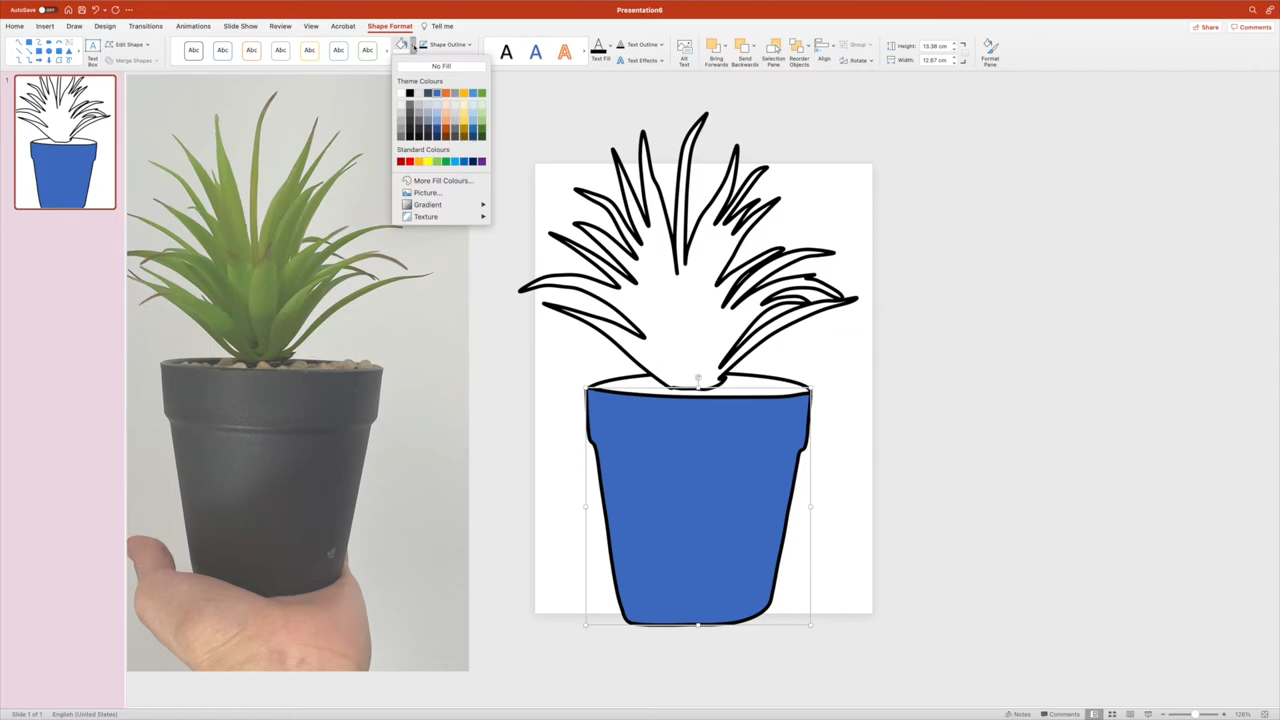 AutoSave OFF
Presentation6
Home Insert Draw Design Transitions Animations Slide Show Review View Acrobat Shape Format Tell me
Share Comments
A Text Box
Edit Shape
Merge Shapes
Abc Abc Abc Abc Abc Abc Abc
Shape Outline
A A A
A Text Fill
Text Outline
Text Effects
Alt Text
Bring Forwards
Send Backwards
Selection Pane
Reorder Objects
Align
Group
Rotate
Height: 13.38 cm
Width: 12.67 cm
Format Pane
No Fill
Theme Colours
Standard Colours
More Fill Colours...
Picture...
Gradient
Texture
1
Slide 1 of 1 English (United States)
Notes Comments 126%